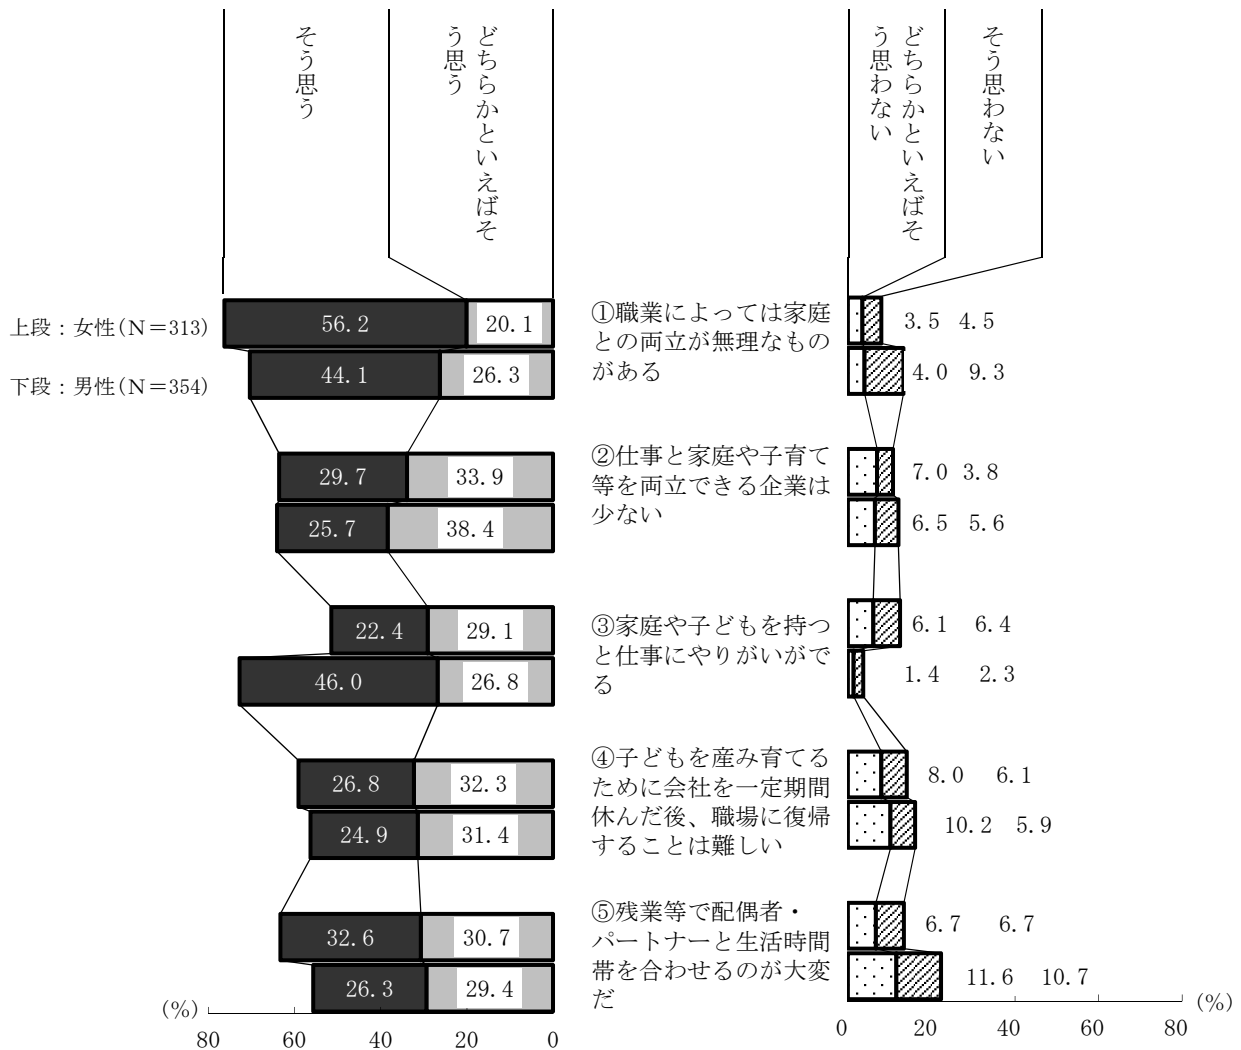 そう思う
どちらかといえばそ
う思う
どちらかといえばそ
う思わない
そう思わない
上段：女性(Ｎ＝313)
56.2 20.1
①職業によっては家庭
との両立が無理なもの
がある
3.5 4.5
下段：男性(Ｎ＝354)
44.1 26.3
4.0 9.3
29.7 33.9
②仕事と家庭や子育て
等を両立できる企業は
少ない
7.0 3.8
25.7 38.4
6.5 5.6
22.4 29.1
③家庭や子どもを持つ
と仕事にやりがいがで
る
6.1 6.4
46.0 26.8
1.4 2.3
26.8 32.3
④子どもを産み育てる
ために会社を一定期間
休んだ後、職場に復帰
することは難しい
8.0 6.1
24.9 31.4
10.2 5.9
32.6 30.7
⑤残業等で配偶者・
パートナーと生活時間
帯を合わせるのが大変
だ
6.7 6.7
26.3 29.4
11.6 10.7
(%)
80 60 40 20 0
0 20 40 60 80
(%)